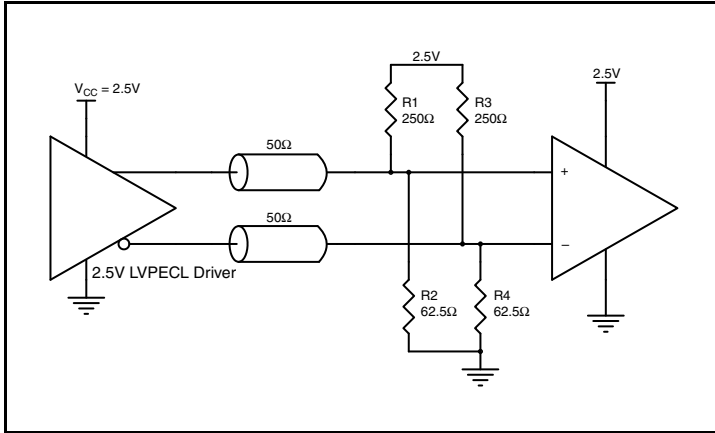 2.5V
V_CC = 2.5V
2.5V
R1
250Ω
R3
250Ω
50Ω
+
50Ω
−
2.5V LVPECL Driver
R2
62.5Ω
R4
62.5Ω